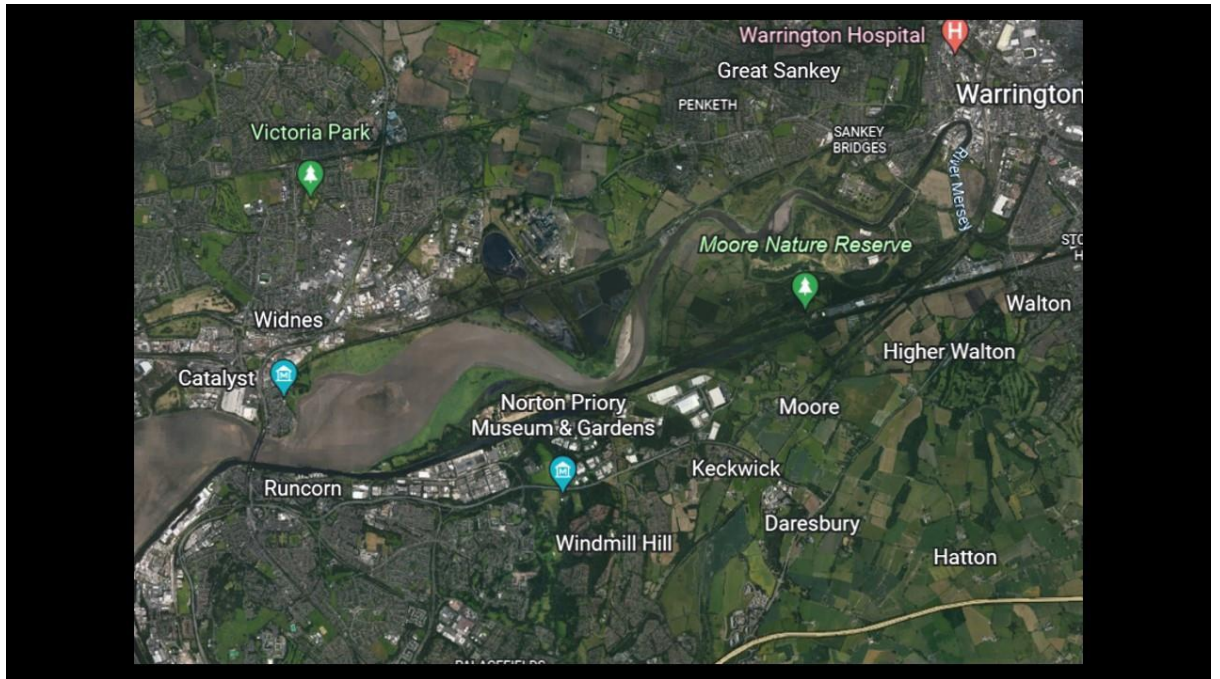 Warrington Hospital
Great Sankey
PENKETH
Warrington
Victoria Park
SANKEY
BRIDGES
River Mersey
Moore Nature Reserve
Walton
Widnes
Higher Walton
Catalyst
Norton Priory
Museum & Gardens
Moore
Keckwick
Runcorn
Daresbury
Windmill Hill
Hatton